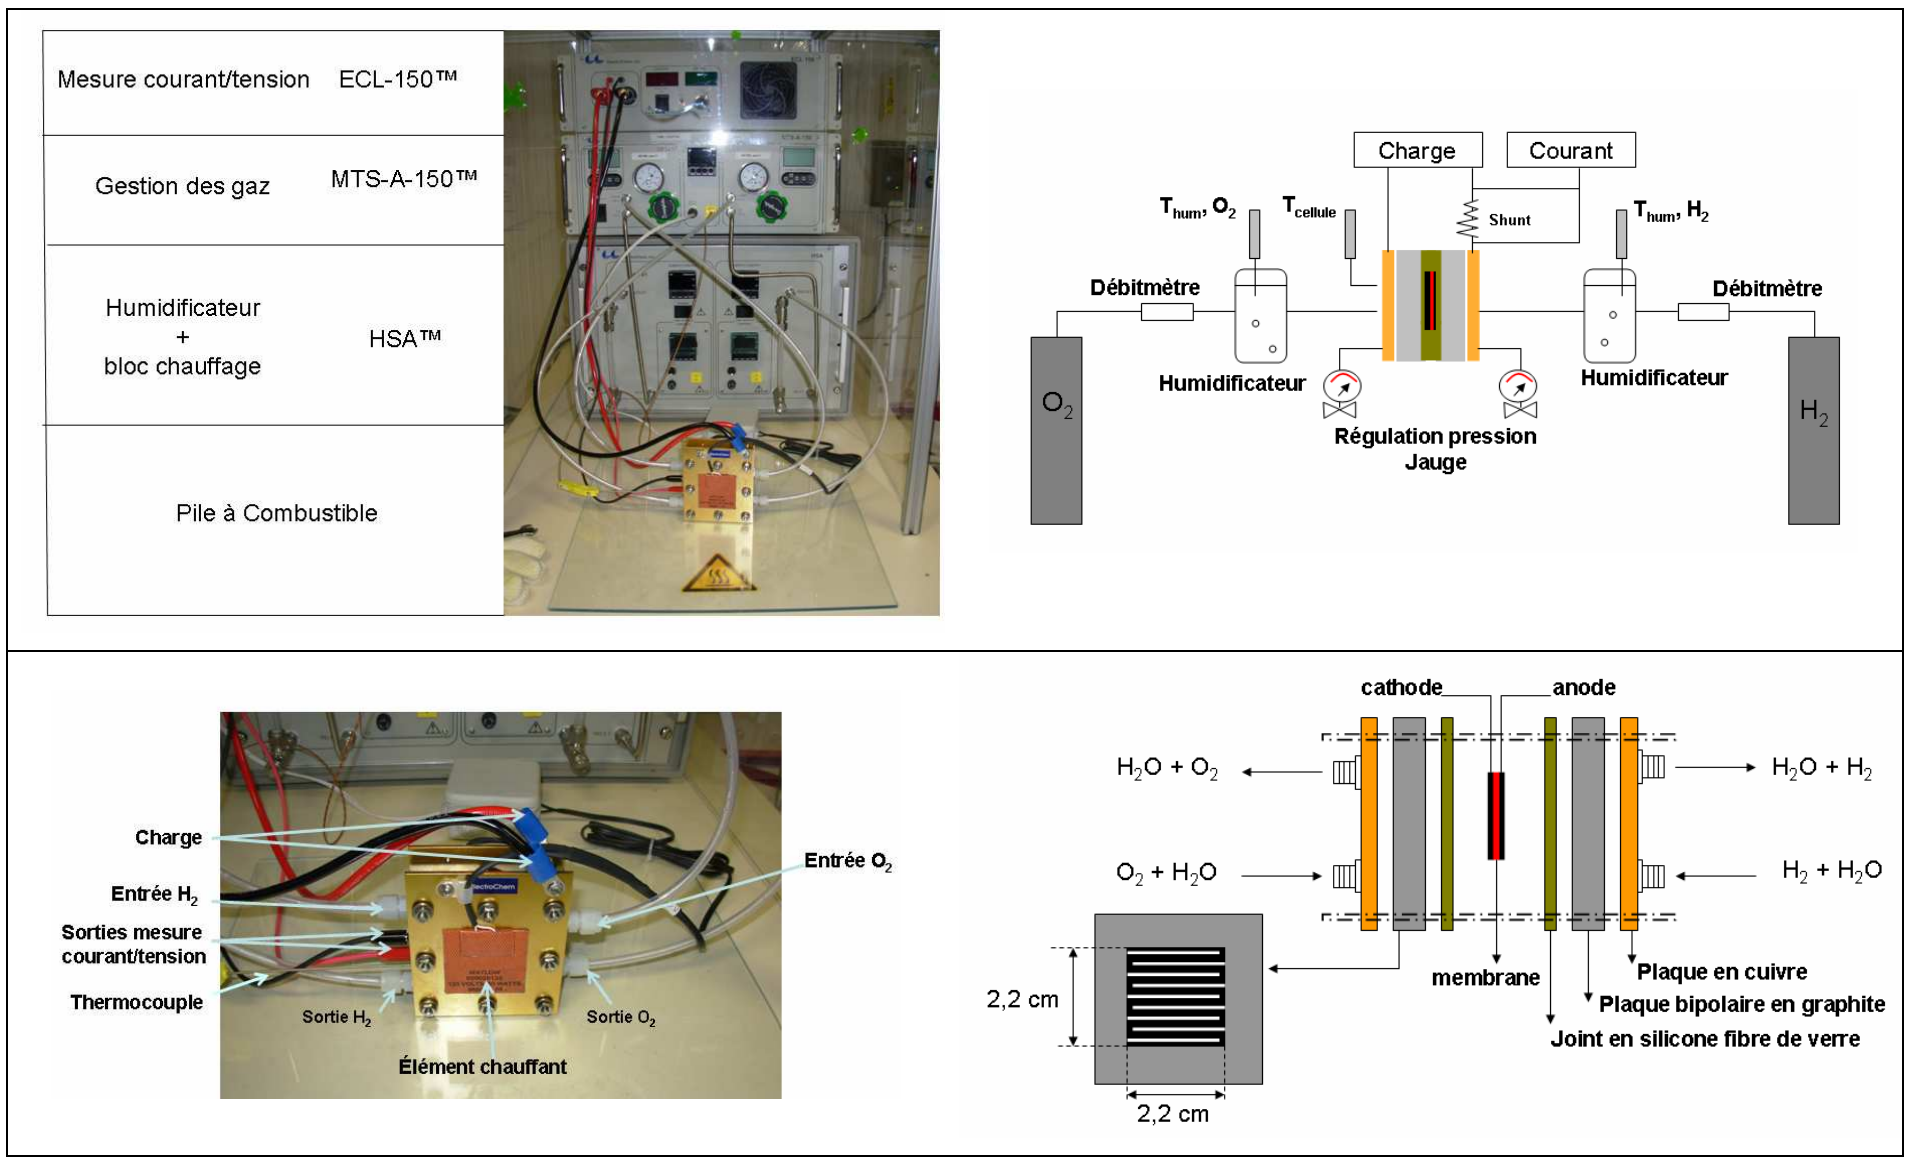 Mesure courant/tension ECL-150™
Gestion des gaz MTS-A-150™
Humidificateur
+
bloc chauffage
HSA™
Pile à Combustible
Charge
Courant
Shunt
T_hum, O₂
T_cellule
T_hum, H₂
Débitmètre
Débitmètre
Humidificateur
Humidificateur
O₂
H₂
Régulation pression
Jauge
Charge
Entrée H₂
Sorties mesure
courant/tension
Thermocouple
Sortie H₂
Entrée O₂
Sortie O₂
Élément chauffant
ElectroChem
cathode
anode
H₂O + O₂
H₂O + H₂
O₂ + H₂O
H₂ + H₂O
membrane
Plaque en cuivre
Plaque bipolaire en graphite
Joint en silicone fibre de verre
2,2 cm
2,2 cm